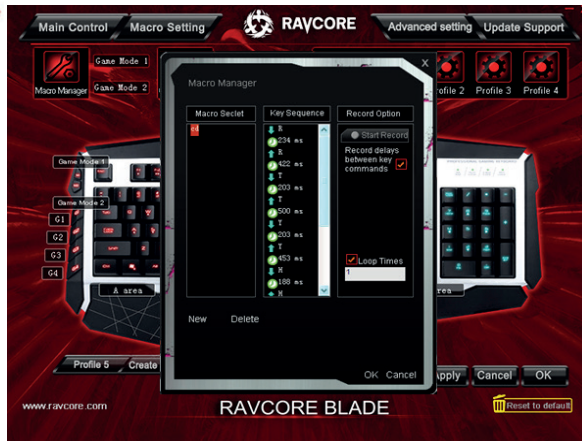 Main Control
Macro Setting
RAVCORE
Advanced setting
Update Support
Macro Manager
Game Mode 1
Game Mode 2
ofile 2
Profile 3
Profile 4
X
Macro Manager
Macro Seclet
Key Sequence
Record Option
R
234 ms
R
422 ms
T
203 ms
T
500 ms
T
203 ms
T
453 ms
H
188 ms
H
Start Record
Record delays
between key
commands
Loop Times
1
New
Delete
OK
Cancel
Game Mode 1
Game Mode 2
G1
G2
G3
G4
A area
rea
Profile 5
Create
pply
Cancel
OK
www.ravcore.com
RAVCORE BLADE
Reset to default